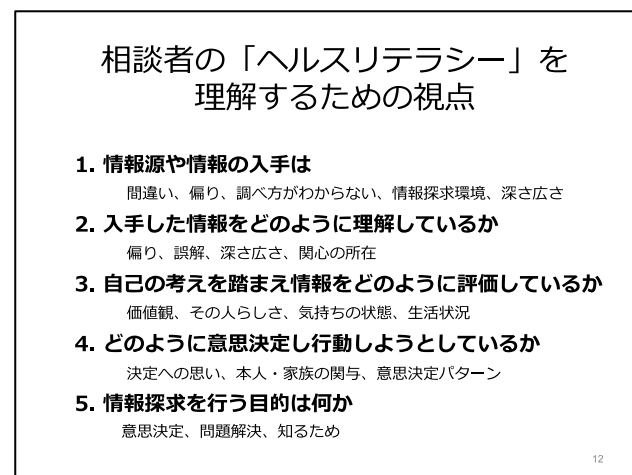 相談者の「ヘルスリテラシー」を
理解するための視点
1. 情報源や情報の入手は
間違い、偏り、調べ方がわからない、情報探求環境、深さ広さ
2. 入手した情報をどのように理解しているか
偏り、誤解、深さ広さ、関心の所在
3. 自己の考えを踏まえ情報をどのように評価しているか
価値観、その人らしさ、気持ちの状態、生活状況
4. どのように意思決定し行動しようとしているか
決定への思い、本人・家族の関与、意思決定パターン
5. 情報探求を行う目的は何か
意思決定、問題解決、知るため
12